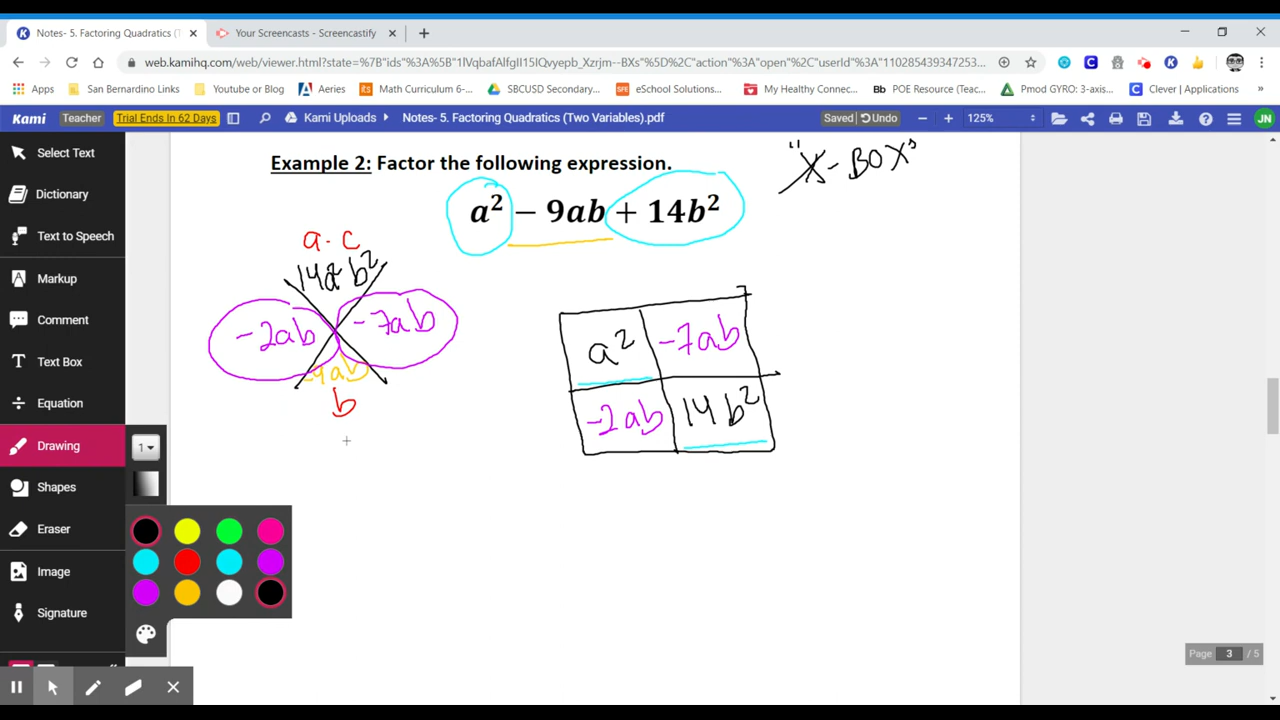 Notes- 5. Factoring Quadratics (T
Your Screencasts - Screencastify
web.kamihq.com/web/viewer.html?state=%7B"ids"%3A%5B"1lVqbafAlfglI15IQvyepb_Xzrjm--BXs"%5D%2C"action"%3A"open"%2C"userId"%3A"110285439347253...
Apps
San Bernardino Links
Youtube or Blog
Aeries
Math Curriculum 6-...
SBCUSD Secondary...
eSchool Solutions...
My Healthy Connec...
POE Resource (Teac...
Pmod GYRO: 3-axis...
Clever | Applications
Kami
Teacher
Trial Ends In 62 Days
Kami Uploads
Notes- 5. Factoring Quadratics (Two Variables).pdf
Saved
Undo
125%
JN
Select Text
Dictionary
Text to Speech
Markup
Comment
Text Box
Equation
Drawing
Shapes
Eraser
Image
Signature
1
Example 2: Factor the following expression.
"X-BOX"
a² − 9ab + 14b²
a · c
14a² b²
-2ab -7ab
-9ab
b
a² -7ab
-2ab 14b²
Page 3 / 5